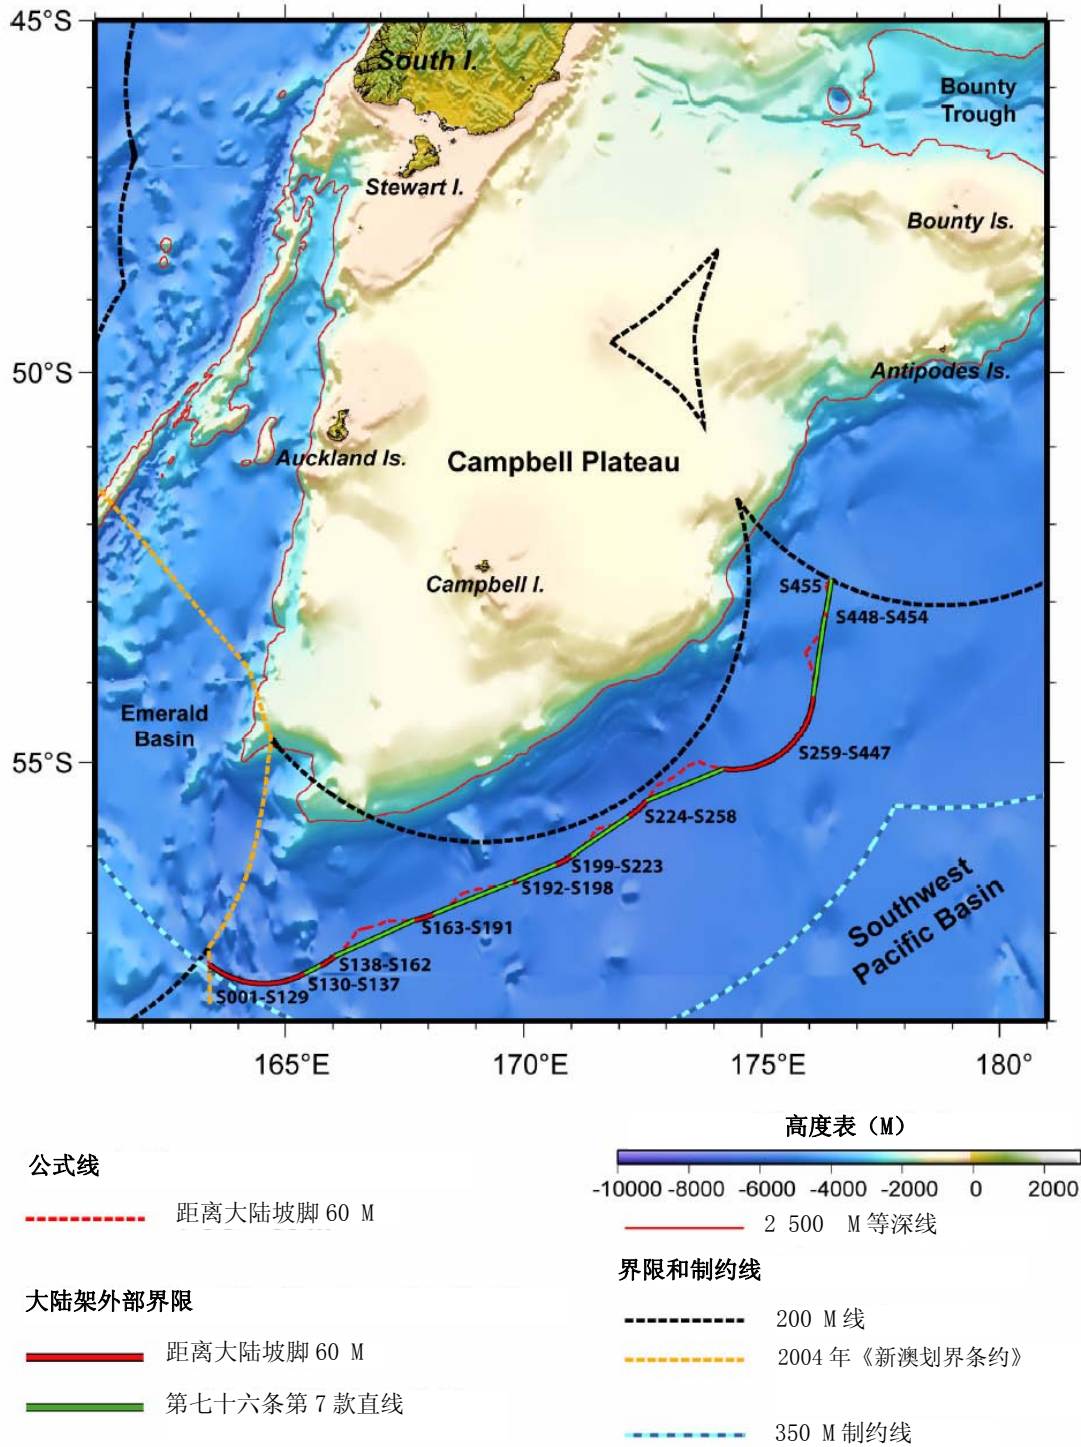 45°S
South I.
Bounty
Trough
Stewart I.
Bounty Is.
50°S
Antipodes Is.
Auckland Is.
Campbell Plateau
Campbell I.
S455
S448-S454
Emerald
Basin
S259-S447
55°S
S224-S258
S199-S223
S192-S198
Southwest
Pacific Basin
S163-S191
S138-S162
S130-S137
S001-S129
165°E
170°E
175°E
180°
高度表（M）
-10000 -8000 -6000 -4000 -2000 0 2000
公式线
距离大陆坡脚 60 M
2 500 M 等深线
界限和制约线
大陆架外部界限
200 M 线
距离大陆坡脚 60 M
2004 年《新澳划界条约》
第七十六条第 7 款直线
350 M 制约线